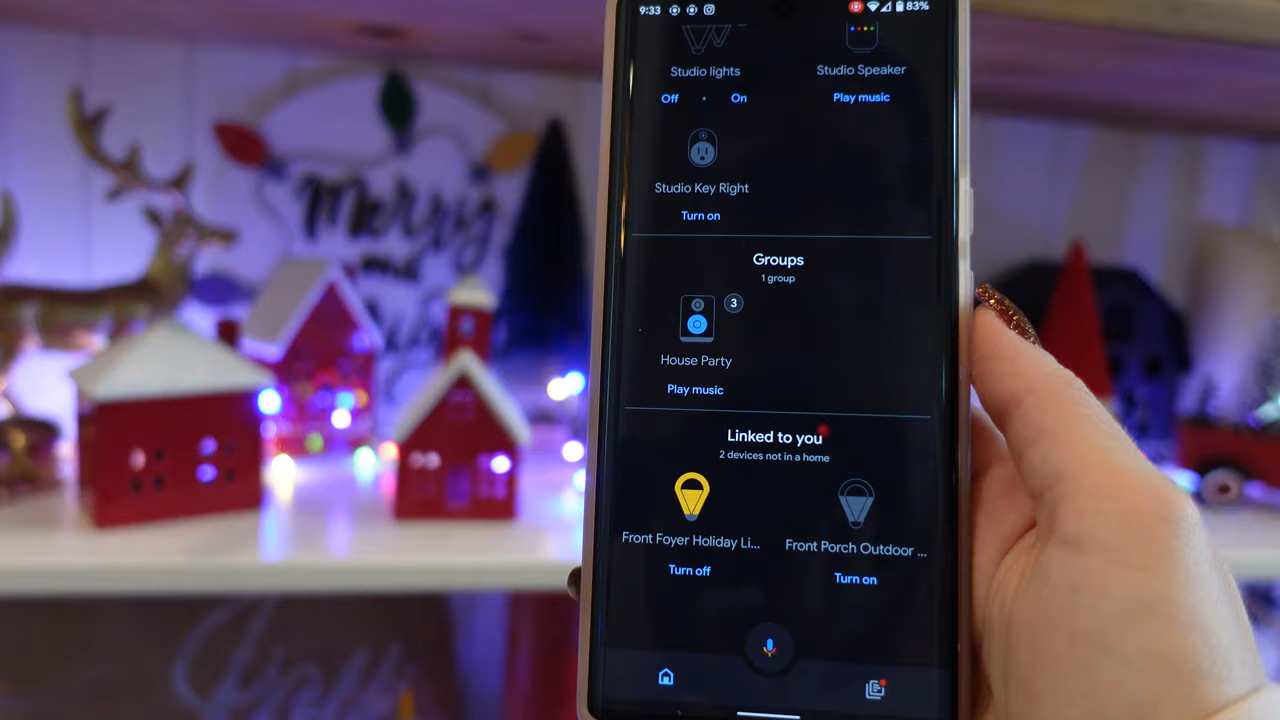 9:33
83%
Studio lights
Studio Speaker
Off · On
Play music
Studio Key Right
Turn on
Groups
1 group
3
House Party
Play music
Linked to you
2 devices not in a home
Front Foyer Holiday Li...
Front Porch Outdoor ...
Turn off
Turn on
Merry
and